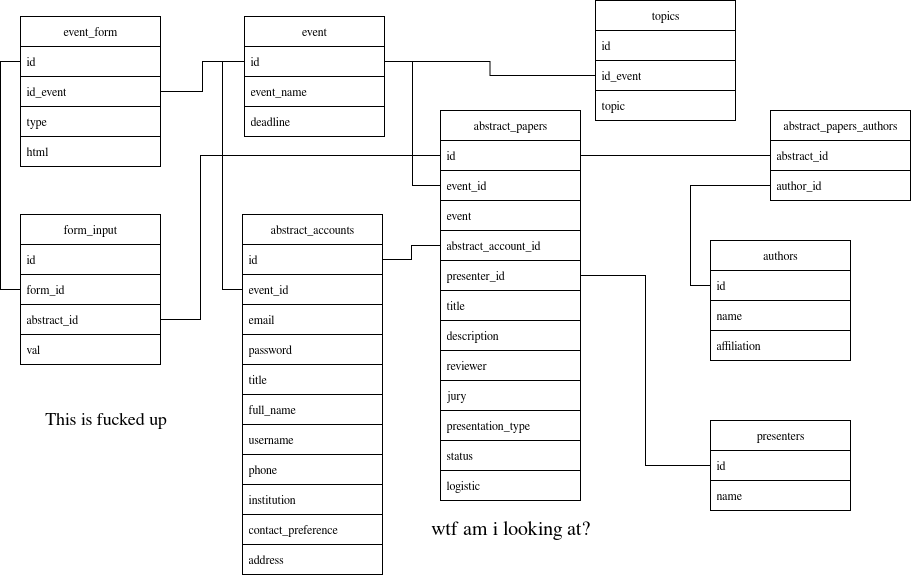 event_form
id
id_event
type
html
event
id
event_name
deadline
topics
id
id_event
topic
abstract_papers
id
event_id
event
abstract_account_id
presenter_id
title
description
reviewer
jury
presentation_type
status
logistic
abstract_papers_authors
abstract_id
author_id
form_input
id
form_id
abstract_id
val
abstract_accounts
id
event_id
email
password
title
full_name
username
phone
institution
contact_preference
address
authors
id
name
affiliation
presenters
id
name
This is fucked up
wtf am i looking at?